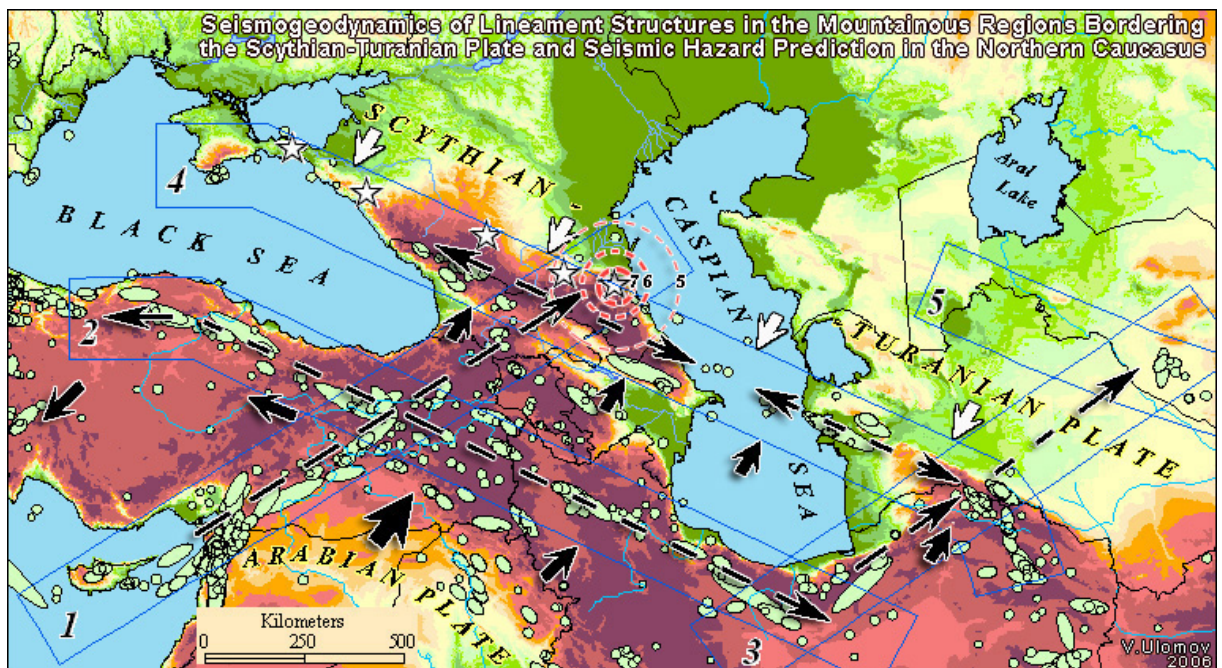 Seismogeodynamics of Lineament Structures in the Mountainous Regions Bordering
the Scythian-Turanian Plate and Seismic Hazard Prediction in the Northern Caucasus
SCYTHIAN
4
BLACK SEA
Aral
Lake
CASPIAN
SEA
7 6 5
5
2
TURANIAN PLATE
ARABIAN PLATE
1
Kilometers
0 250 500
3
V.Ulomov
2006